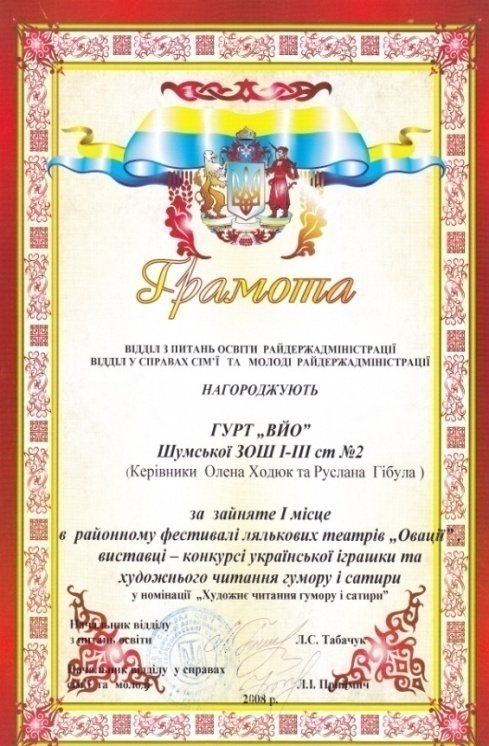 Грамота
ВІДДІЛ З ПИТАНЬ ОСВІТИ РАЙДЕРЖАДМІНІСТРАЦІЇ
ВІДДІЛ У СПРАВАХ СІМ’Ї ТА МОЛОДІ РАЙДЕРЖАДМІНІСТРАЦІЇ
НАГОРОДЖУЮТЬ
ГУРТ „ВЙО”
Шумської ЗОШ І-ІІІ ст №2
(Керівники Олена Ходюк та Руслана Гібула )
за зайняте І місце
в районному фестивалі лялькових театрів „Овації”,
виставці – конкурсі української іграшки та
художнього читання гумору і сатири
у номінації „Художнє читання гумору і сатири”
Начальник відділу
з питань освіти Л.С. Табачук
Начальник відділу у справах
сім’ї та молоді Л.І.
2008 р.